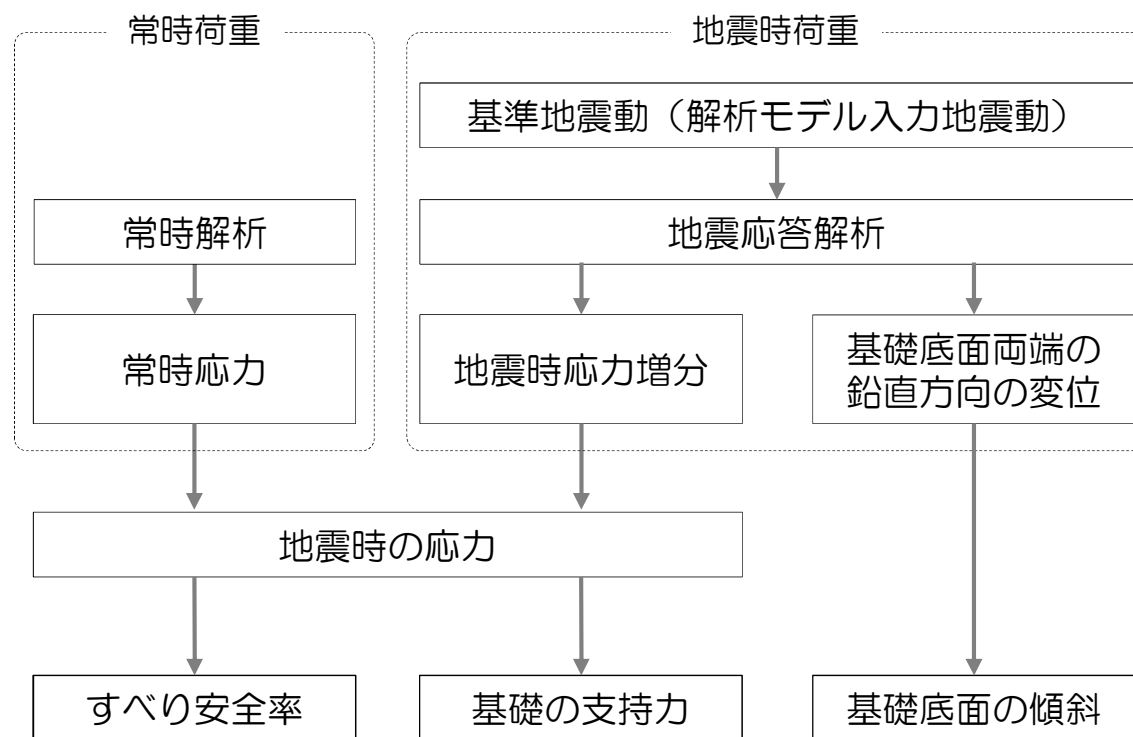 常時荷重
地震時荷重
基準地震動（解析モデル入力地震動）
常時解析
地震応答解析
常時応力
地震時応力増分
基礎底面両端の
鉛直方向の変位
地震時の応力
すべり安全率
基礎の支持力
基礎底面の傾斜